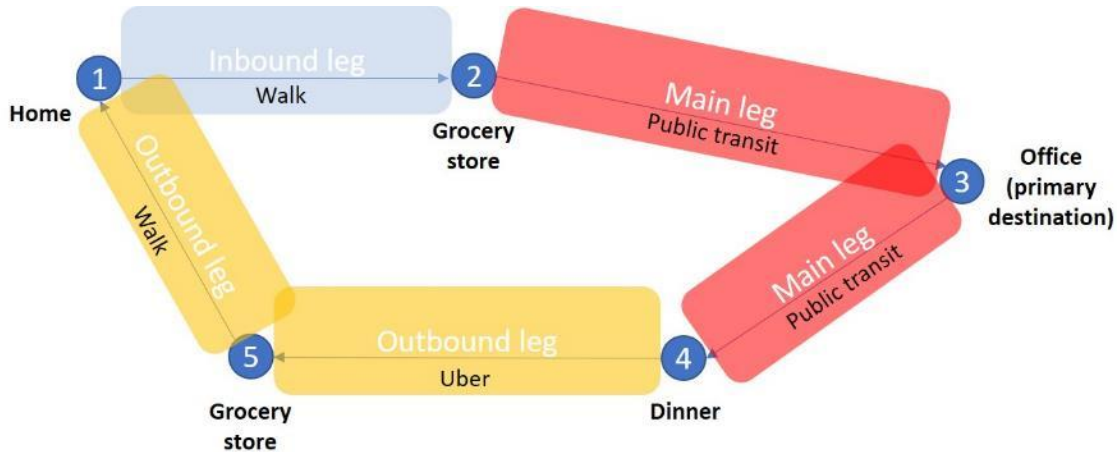 1
Home
Inbound leg
Walk
2
Grocery
store
Main leg
Public transit
3
Office
(primary
destination)
Main leg
Public transit
4
Dinner
Outbound leg
Uber
5
Grocery
store
Outbound leg
Walk